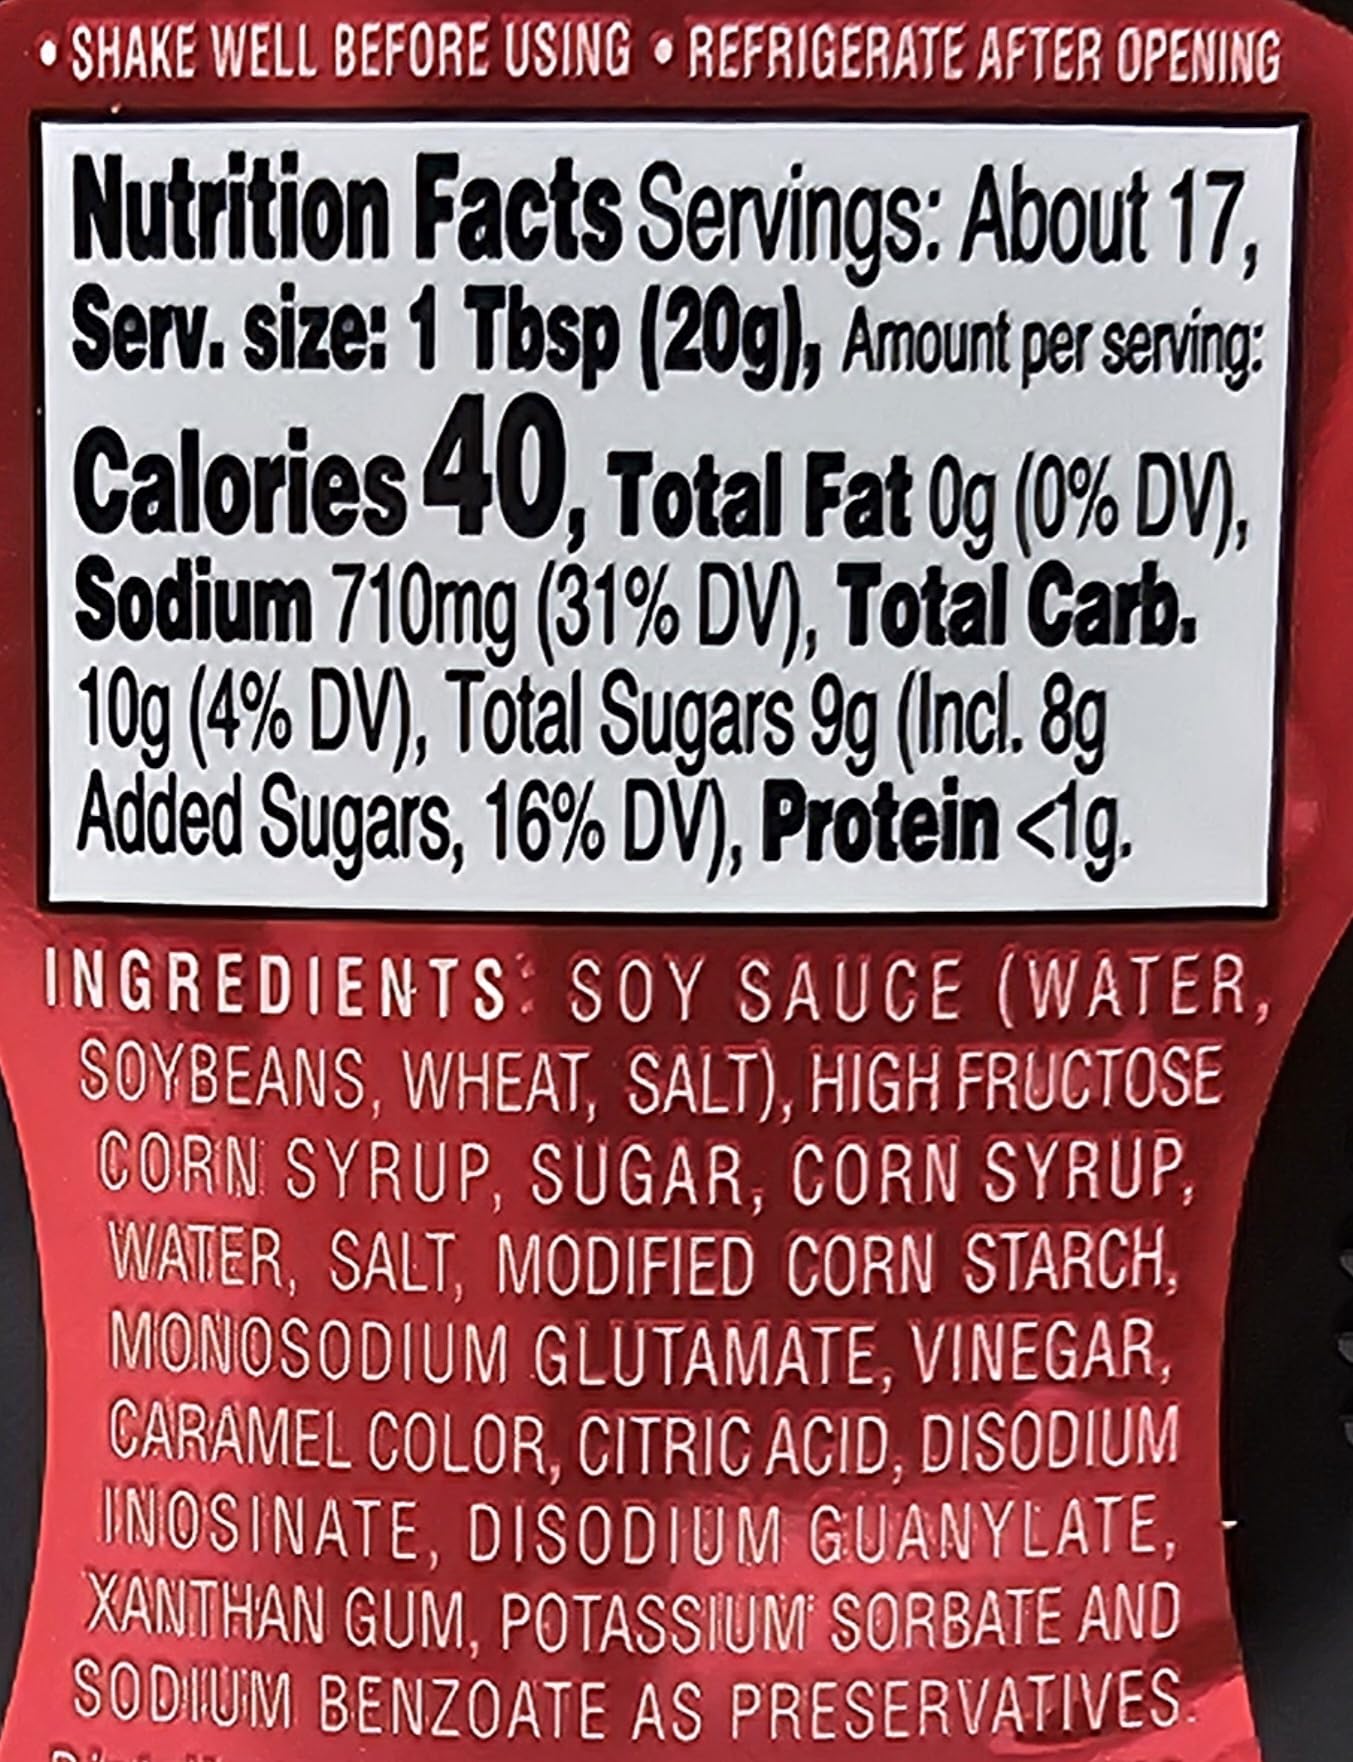 • SHAKE WELL BEFORE USING • REFRIGERATE AFTER OPENING
Nutrition Facts Servings: About 17,
Serv. size: 1 Tbsp (20g), Amount per serving:
Calories 40, Total Fat 0g (0% DV),
Sodium 710mg (31% DV), Total Carb.
10g (4% DV), Total Sugars 9g (Incl. 8g
Added Sugars, 16% DV), Protein <1g.
INGREDIENTS: SOY SAUCE (WATER,
SOYBEANS, WHEAT, SALT), HIGH FRUCTOSE
CORN SYRUP, SUGAR, CORN SYRUP,
WATER, SALT, MODIFIED CORN STARCH,
MONOSODIUM GLUTAMATE, VINEGAR,
CARAMEL COLOR, CITRIC ACID, DISODIUM
INOSINATE, DISODIUM GUANYLATE,
XANTHAN GUM, POTASSIUM SORBATE AND
SODIUM BENZOATE AS PRESERVATIVES.